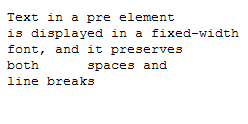 Text in a pre element
is displayed in a fixed-width
font, and it preserves
both      spaces and
line breaks